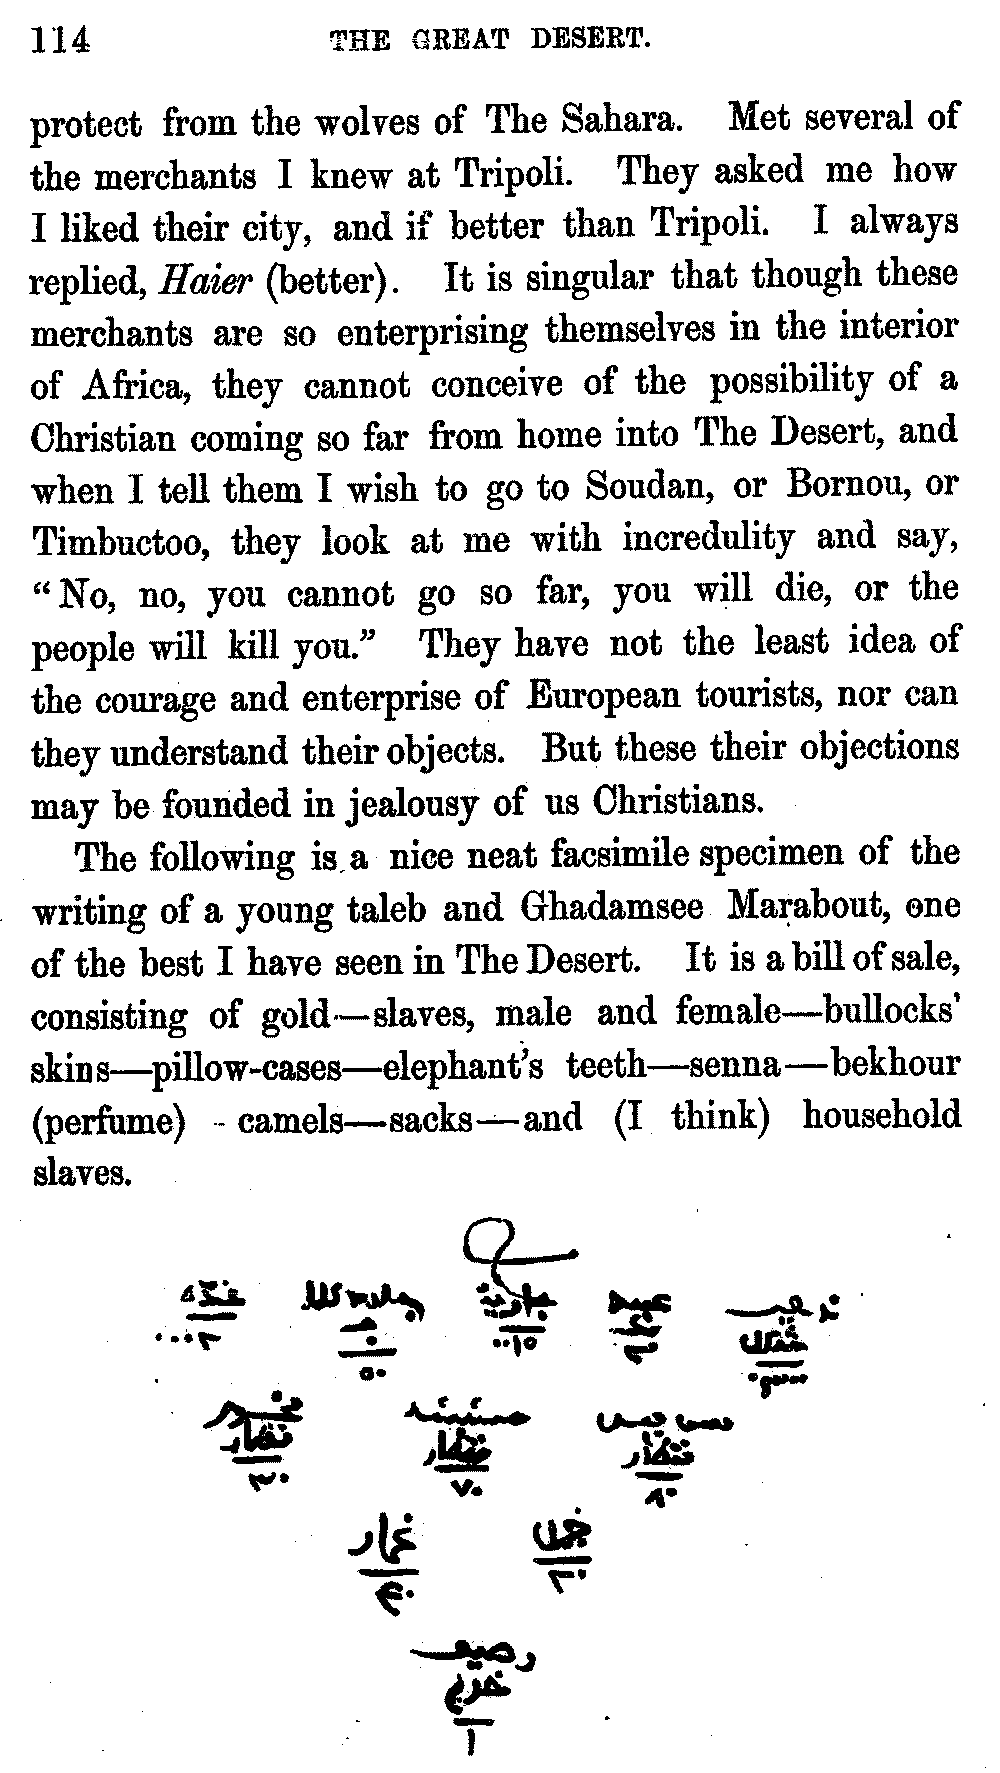 114 THE GREAT DESERT.
protect from the wolves of The Sahara. Met several of
the merchants I knew at Tripoli. They asked me how
I liked their city, and if better than Tripoli. I always
replied, Haier (better). It is singular that though these
merchants are so enterprising themselves in the interior
of Africa, they cannot conceive of the possibility of a
Christian coming so far from home into The Desert, and
when I tell them I wish to go to Soudan, or Bornou, or
Timbuctoo, they look at me with incredulity and say,
“No, no, you cannot go so far, you will die, or the
people will kill you.” They have not the least idea of
the courage and enterprise of European tourists, nor can
they understand their objects. But these their objections
may be founded in jealousy of us Christians.
The following is a nice neat facsimile specimen of the
writing of a young taleb and Ghadamsee Marabout, one
of the best I have seen in The Desert. It is a bill of sale,
consisting of gold—slaves, male and female—bullocks’
skins—pillow-cases—elephant’s teeth—senna—bekhour
(perfume) - camels—sacks—and (I think) household
slaves.
عبيد جارية
قنطار قنطار
٨٠ ٧٠ ٣٠
١